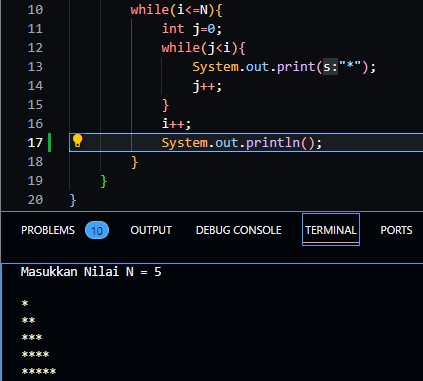 10 while(i<=N){
11 int j=0;
12 while(j<i){
13 System.out.print(s:"*");
14 j++;
15 }
16 i++;
17 System.out.println();
18 }
19 }
20 }
PROBLEMS 10 OUTPUT DEBUG CONSOLE TERMINAL PORTS
Masukkan Nilai N = 5
*
**
***
****
*****